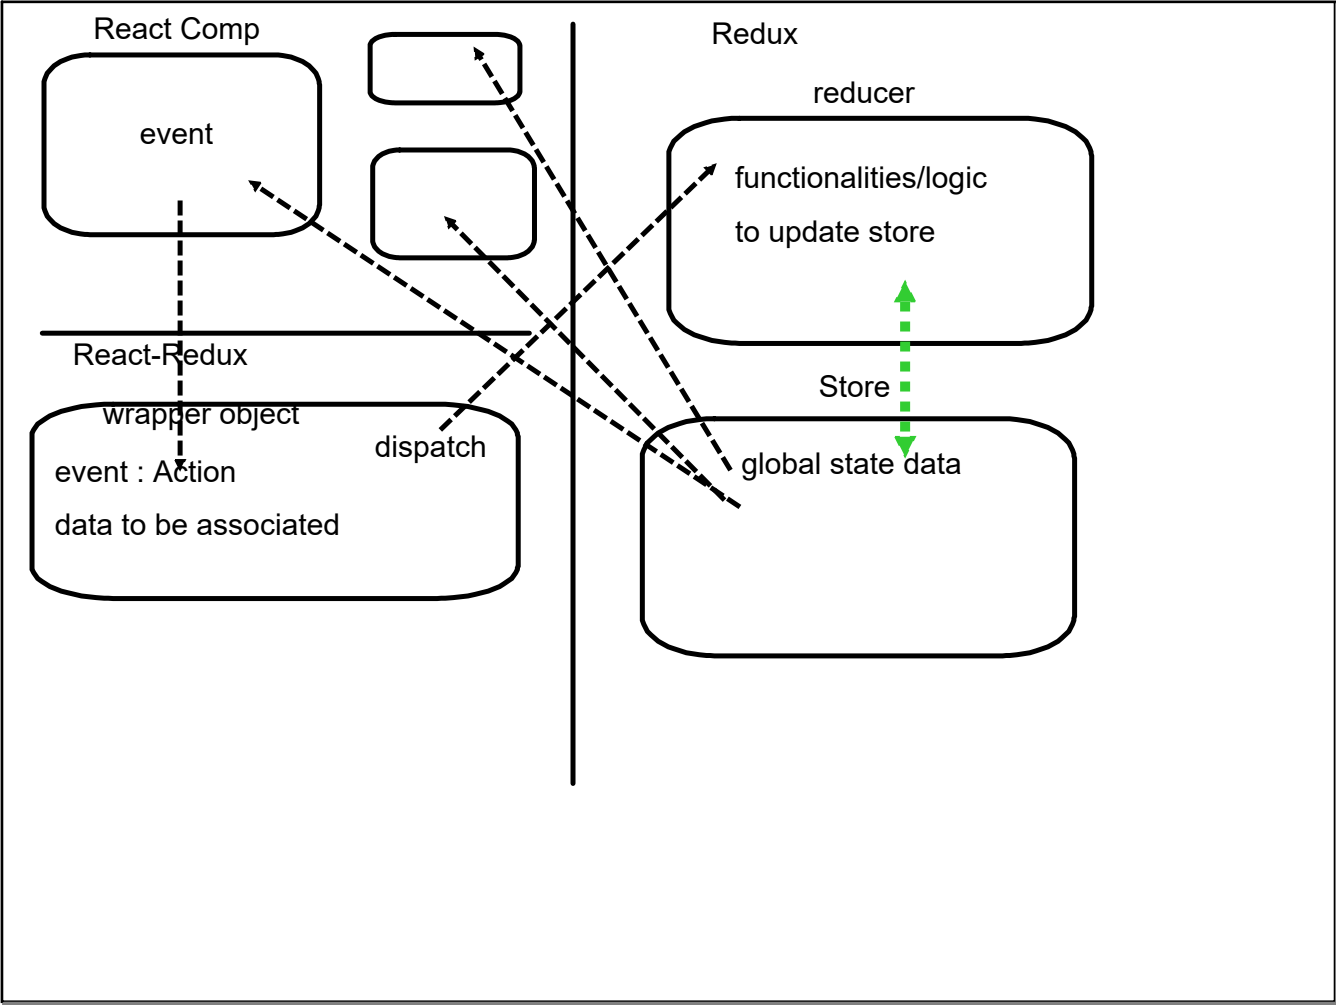 React Comp
event
React-Redux
wrapper object
dispatch
event : Action
data to be associated
Redux
reducer
functionalities/logic
to update store
Store
global state data